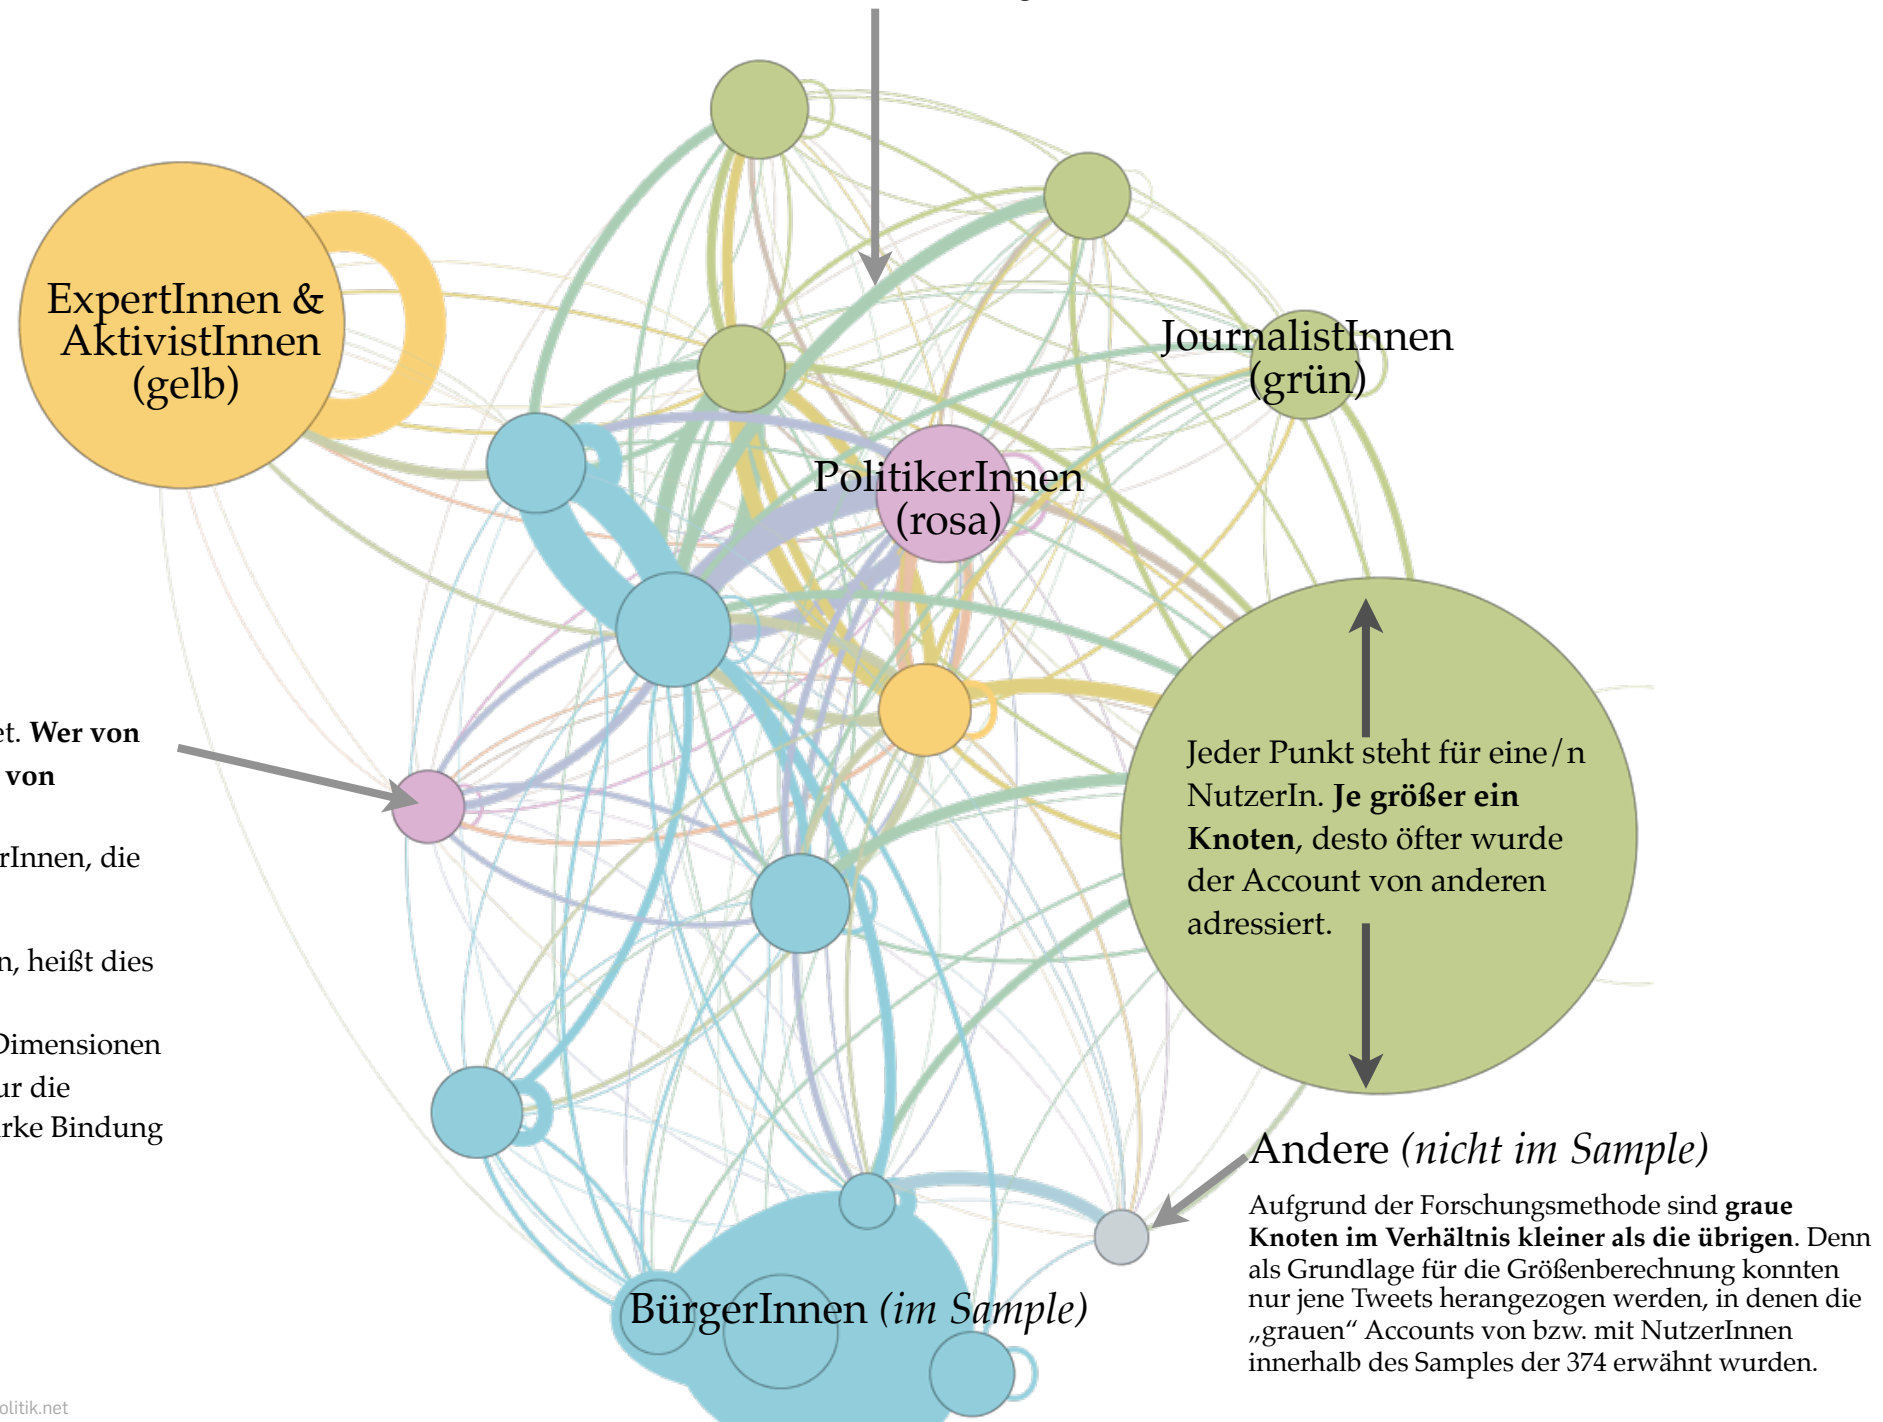 ExpertInnen &
AktivistInnen
(gelb)
JournalistInnen
(grün)
PolitikerInnen
(rosa)
et. Wer von
von
rInnen, die
n, heißt dies
Dimensionen
ur die
rke Bindung
Jeder Punkt steht für eine/n
NutzerIn. Je größer ein
Knoten, desto öfter wurde
der Account von anderen
adressiert.
Andere (nicht im Sample)
Aufgrund der Forschungsmethode sind graue
Knoten im Verhältnis kleiner als die übrigen. Denn
als Grundlage für die Größenberechnung konnten
nur jene Tweets herangezogen werden, in denen die
„grauen“ Accounts von bzw. mit NutzerInnen
innerhalb des Samples der 374 erwähnt wurden.
BürgerInnen (im Sample)
olitik.net